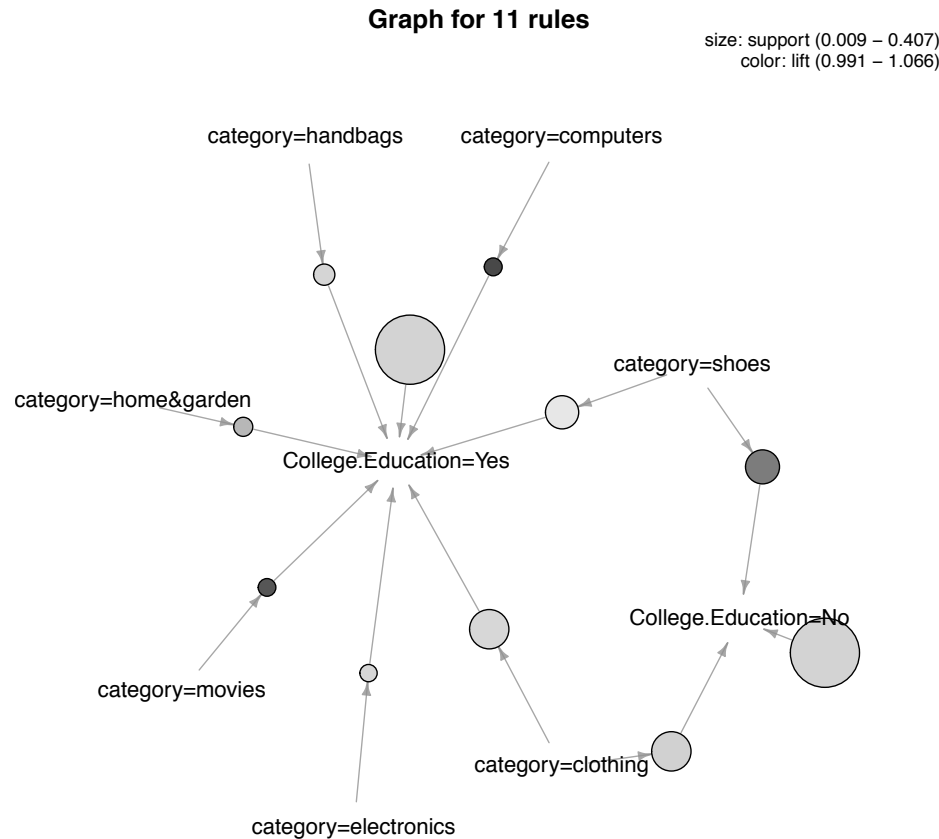 Graph for 11 rules
size: support (0.009 − 0.407)
color: lift (0.991 − 1.066)
category=handbags
category=computers
category=shoes
category=home&garden
College.Education=Yes
College.Education=No
category=movies
category=clothing
category=electronics